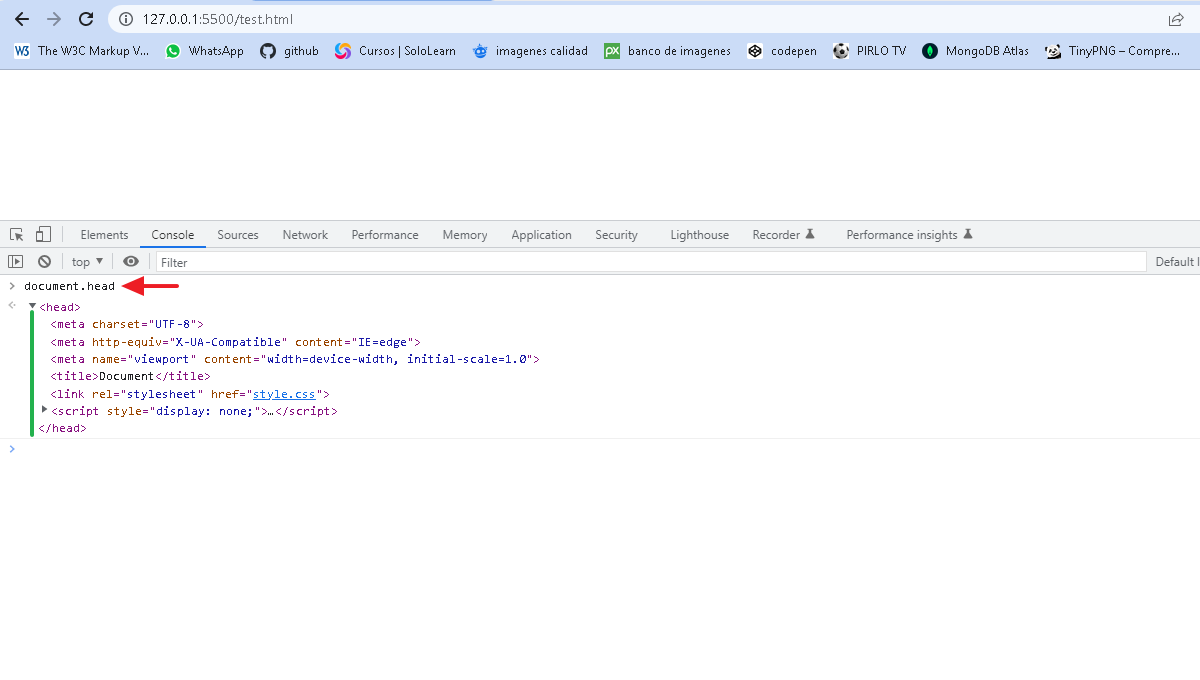 127.0.0.1:5500/test.html
The W3C Markup V... WhatsApp github Cursos | SoloLearn imagenes calidad banco de imagenes codepen PIRLO TV MongoDB Atlas TinyPNG – Compre...
Elements Console Sources Network Performance Memory Application Security Lighthouse Recorder Performance insights
top Filter Default l
document.head
<head>
<meta charset="UTF-8">
<meta http-equiv="X-UA-Compatible" content="IE=edge">
<meta name="viewport" content="width=device-width, initial-scale=1.0">
<title>Document</title>
<link rel="stylesheet" href="style.css">
<script style="display: none;">…</script>
</head>